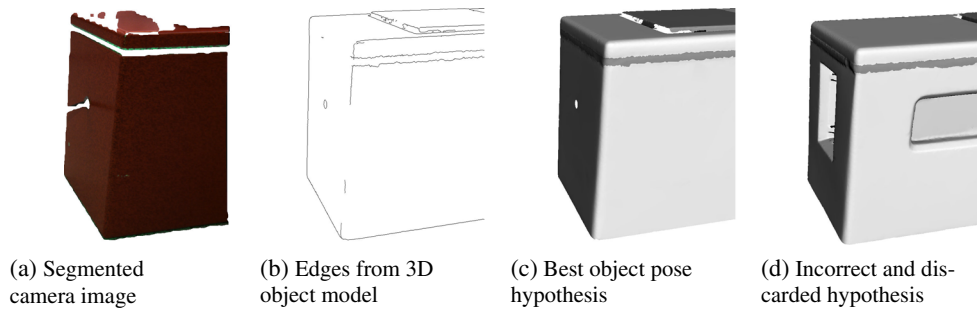 (a) Segmented
camera image
(b) Edges from 3D
object model
(c) Best object pose
hypothesis
(d) Incorrect and dis-
carded hypothesis